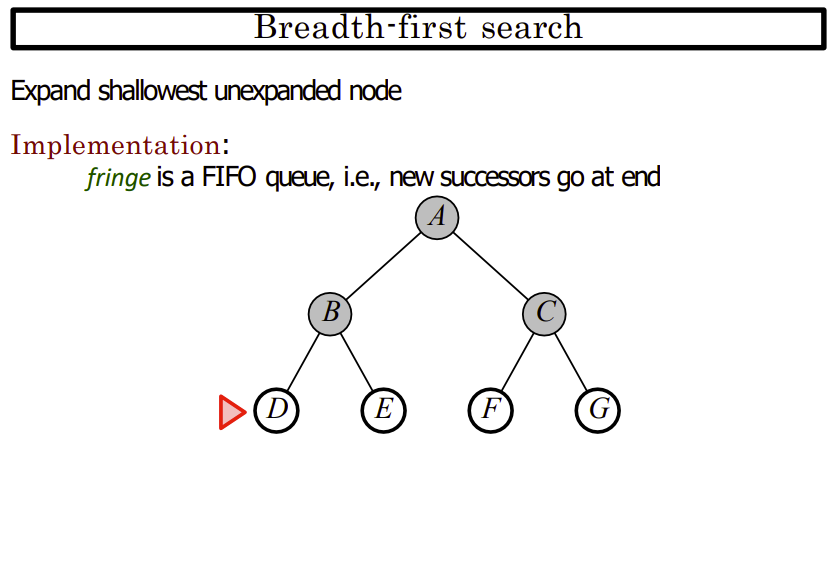 Breadth-first search
Expand shallowest unexpanded node
Implementation:
fringe is a FIFO queue, i.e., new successors go at end
A
B C
D E F G